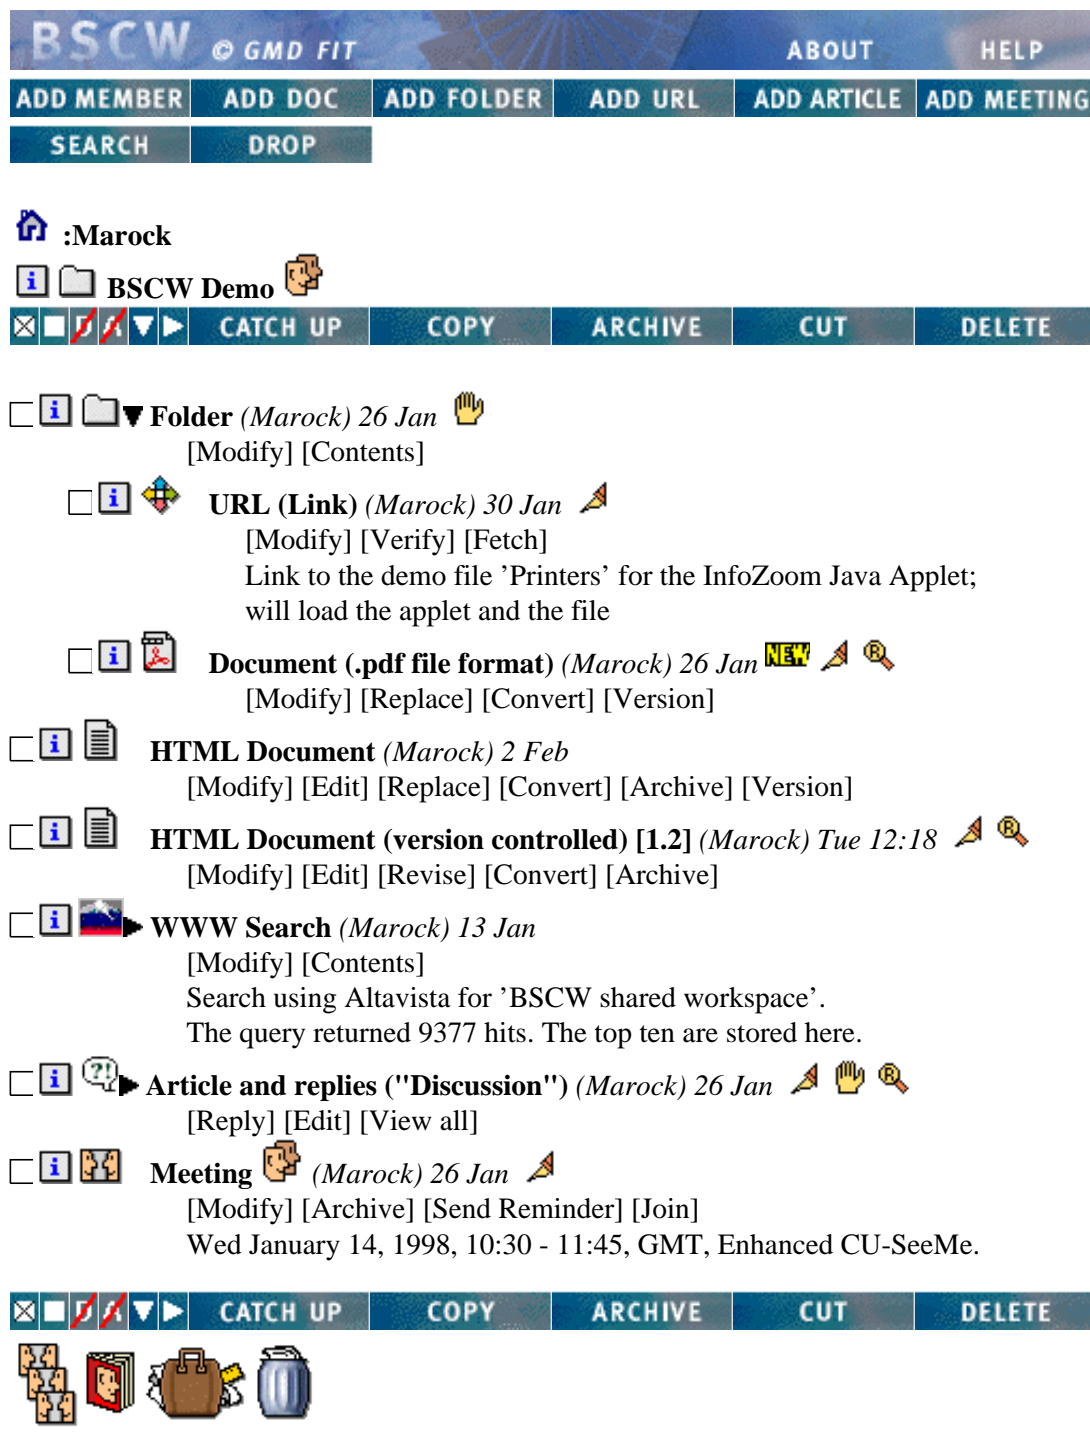 BSCW © GMD FIT ABOUT HELP
ADD MEMBER ADD DOC ADD FOLDER ADD URL ADD ARTICLE ADD MEETING
SEARCH DROP
:Marock
BSCW Demo
CATCH UP COPY ARCHIVE CUT DELETE
Folder (Marock) 26 Jan
[Modify] [Contents]
URL (Link) (Marock) 30 Jan
[Modify] [Verify] [Fetch]
Link to the demo file ’Printers’ for the InfoZoom Java Applet;
will load the applet and the file
Document (.pdf file format) (Marock) 26 Jan NEW
[Modify] [Replace] [Convert] [Version]
HTML Document (Marock) 2 Feb
[Modify] [Edit] [Replace] [Convert] [Archive] [Version]
HTML Document (version controlled) [1.2] (Marock) Tue 12:18
[Modify] [Edit] [Revise] [Convert] [Archive]
WWW Search (Marock) 13 Jan
[Modify] [Contents]
Search using Altavista for ’BSCW shared workspace’.
The query returned 9377 hits. The top ten are stored here.
Article and replies ("Discussion") (Marock) 26 Jan
[Reply] [Edit] [View all]
Meeting (Marock) 26 Jan
[Modify] [Archive] [Send Reminder] [Join]
Wed January 14, 1998, 10:30 - 11:45, GMT, Enhanced CU-SeeMe.
CATCH UP COPY ARCHIVE CUT DELETE